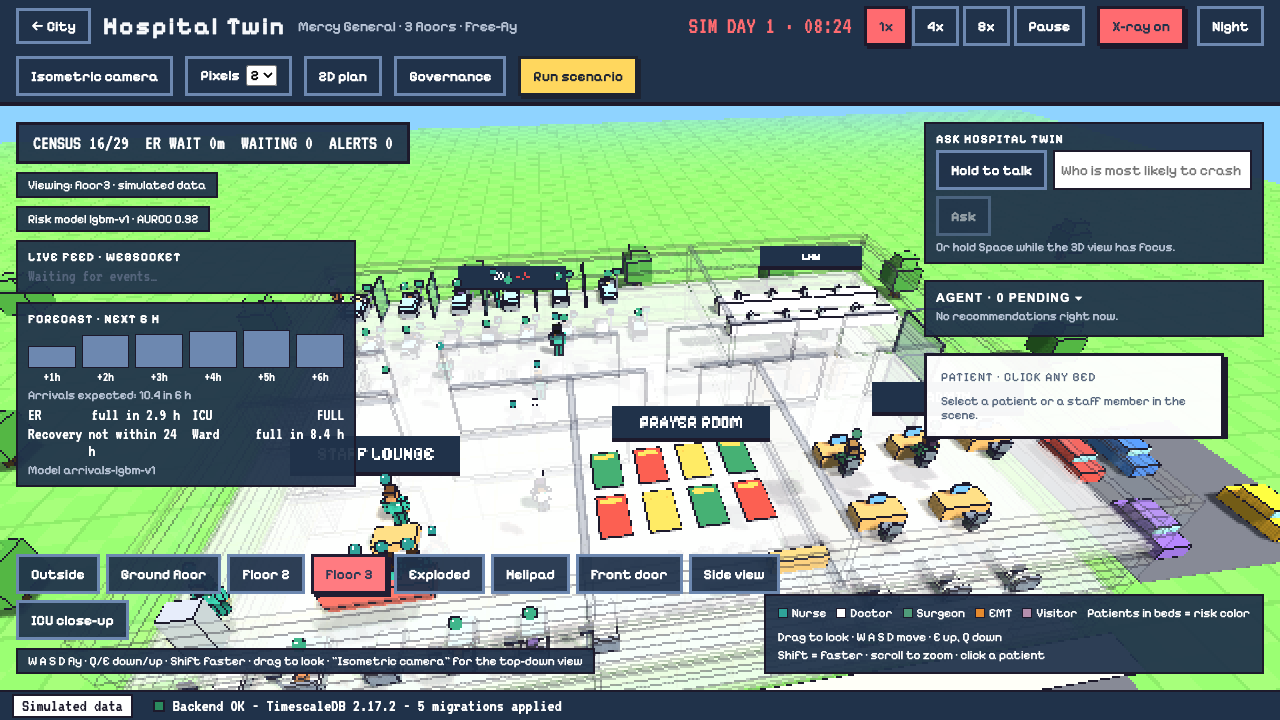 ← City
Hospital Twin
Mercy General · 3 floors · Free-fly
SIM DAY 1 · 08:24
1x
4x
8x
Pause
X-ray on
Night
Isometric camera
Pixels 2
2D plan
Governance
Run scenario
CENSUS 16/29 ER WAIT 0m WAITING 0 ALERTS 0
Viewing: floor3 · simulated data
Risk model lgbm-v1 · AUROC 0.92
LIVE FEED · WEBSOCKET
Waiting for events…
FORECAST · NEXT 6 H
+1h +2h +3h +4h +5h +6h
Arrivals expected: 10.4 in 6 h
ER full in 2.9 h ICU FULL
Recovery not within 24 h Ward full in 8.4 h
Model arrivals-lgbm-v1
ASK HOSPITAL TWIN
Hold to talk
Who is most likely to crash
Ask
Or hold Space while the 3D view has focus.
AGENT · 0 PENDING
No recommendations right now.
PATIENT · CLICK ANY BED
Select a patient or a staff member in the
scene.
PRAYER ROOM
STAFF LOUNGE
Outside
Ground floor
Floor 2
Floor 3
Exploded
Helipad
Front door
Side view
ICU close-up
W A S D fly · Q/E down/up · Shift faster · drag to look · "Isometric camera" for the top-down view
Nurse Doctor Surgeon EMT Visitor Patients in beds = risk color
Drag to look · W A S D move · E up, Q down
Shift = faster · scroll to zoom · click a patient
Simulated data
Backend OK - TimescaleDB 2.17.2 - 5 migrations applied